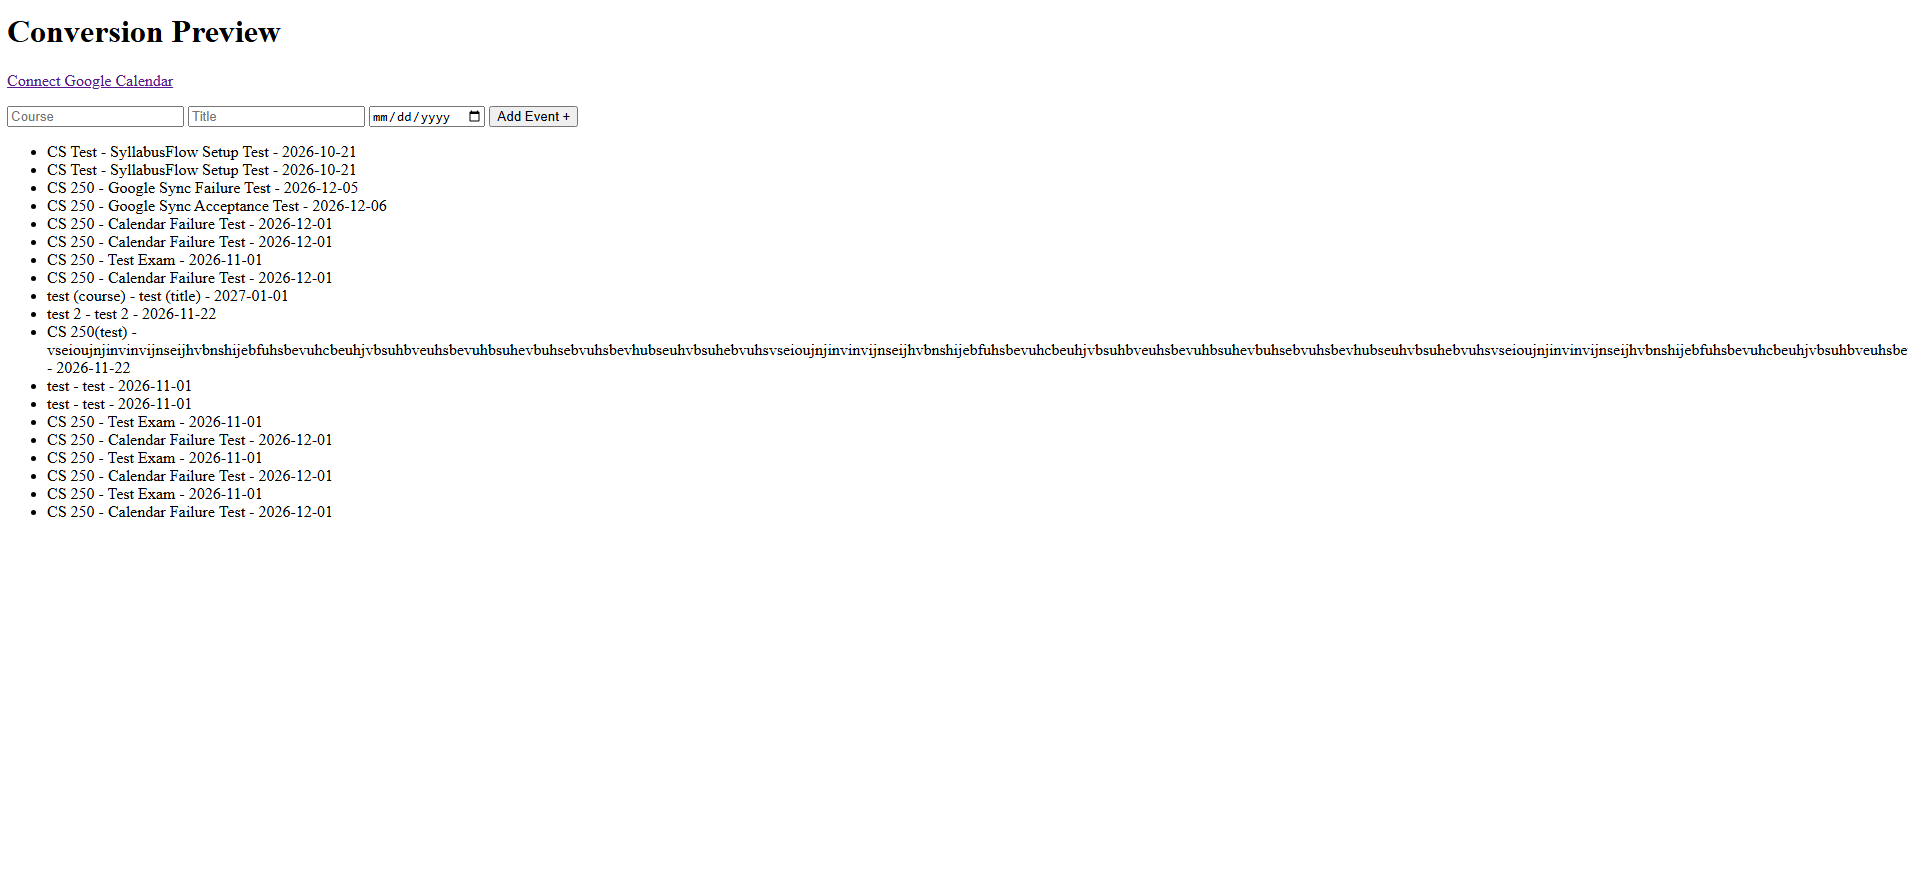 Conversion Preview
Connect Google Calendar
Course Title mm/dd/yyyy Add Event +
CS Test - SyllabusFlow Setup Test - 2026-10-21
CS Test - SyllabusFlow Setup Test - 2026-10-21
CS 250 - Google Sync Failure Test - 2026-12-05
CS 250 - Google Sync Acceptance Test - 2026-12-06
CS 250 - Calendar Failure Test - 2026-12-01
CS 250 - Calendar Failure Test - 2026-12-01
CS 250 - Test Exam - 2026-11-01
CS 250 - Calendar Failure Test - 2026-12-01
test (course) - test (title) - 2027-01-01
test 2 - test 2 - 2026-11-22
CS 250(test) -
- 2026-11-22
test - test - 2026-11-01
test - test - 2026-11-01
CS 250 - Test Exam - 2026-11-01
CS 250 - Calendar Failure Test - 2026-12-01
CS 250 - Test Exam - 2026-11-01
CS 250 - Calendar Failure Test - 2026-12-01
CS 250 - Test Exam - 2026-11-01
CS 250 - Calendar Failure Test - 2026-12-01